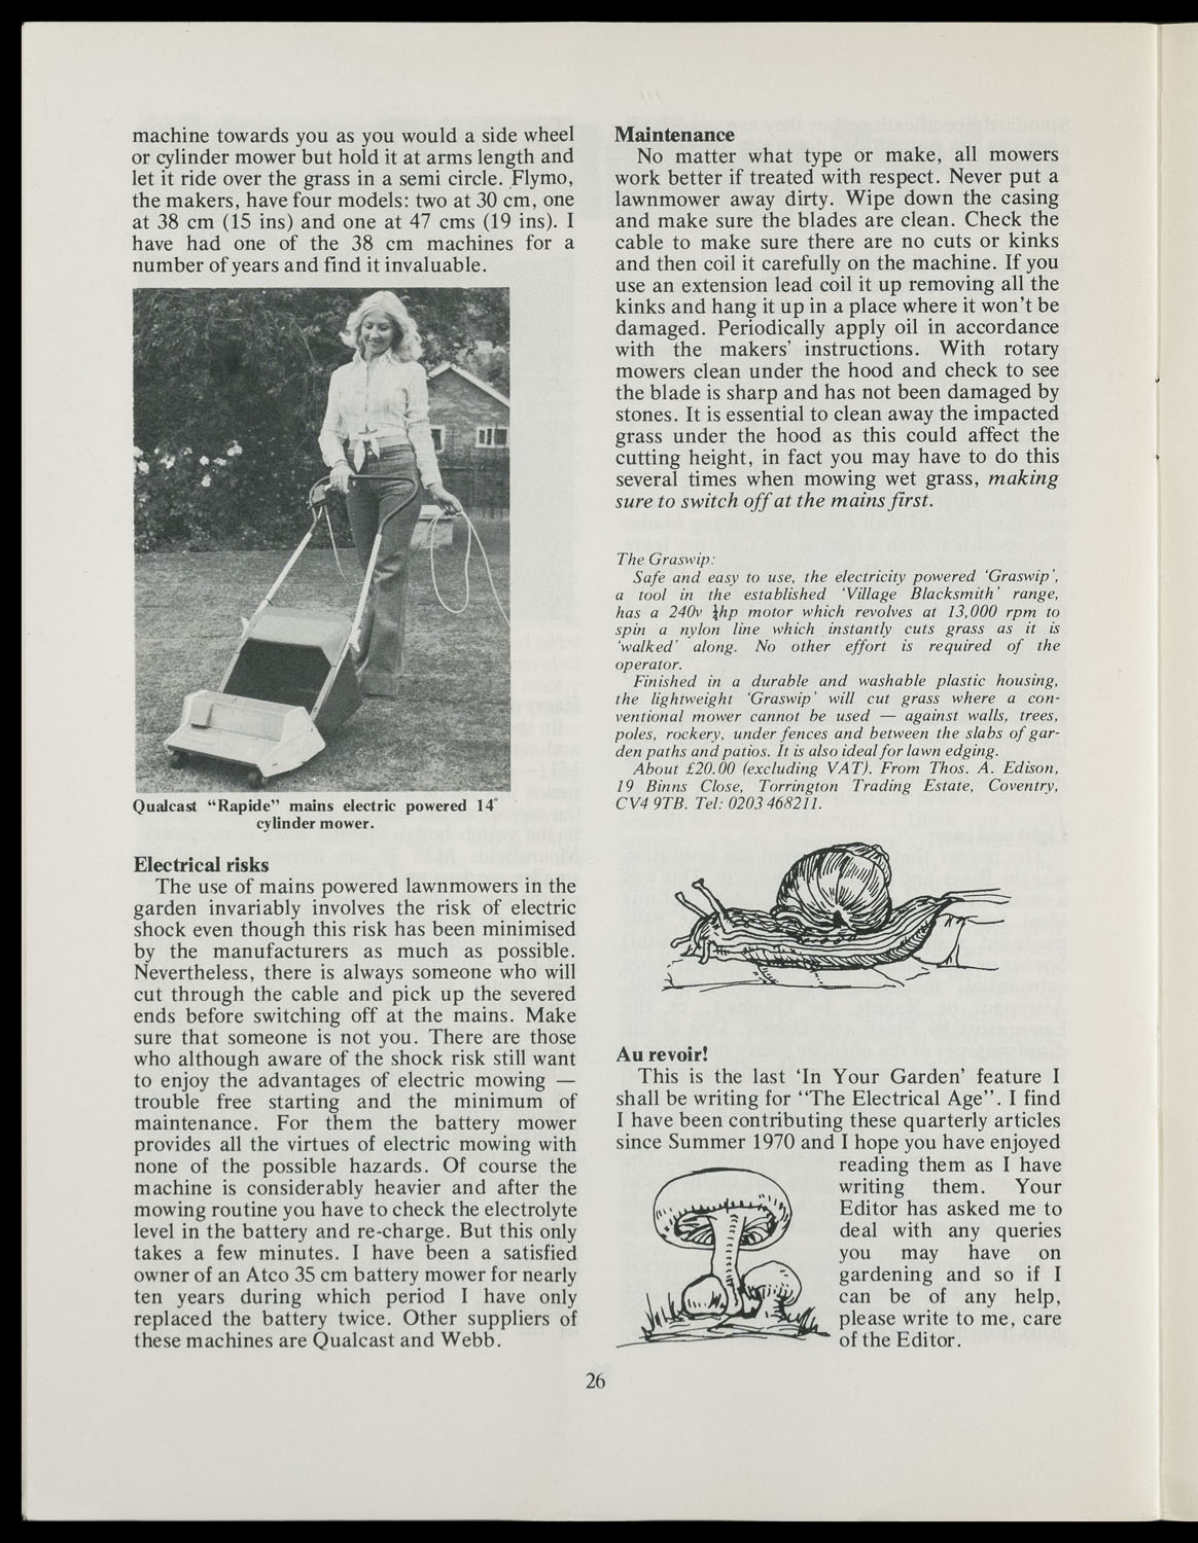 machine towards you as you would a side wheel
or cylinder mower but hold it at arms length and
let it ride over the grass in a semi circle. Flymo,
the makers, have four models: two at 30 cm, one
at 38 cm (15 ins) and one at 47 cms (19 ins). I
have had one of the 38 cm machines for a
number of years and find it invaluable.
Qualcast “Rapide” mains electric powered 14"
cylinder mower.
Electrical risks
The use of mains powered lawnmowers in the
garden invariably involves the risk of electric
shock even though this risk has been minimised
by the manufacturers as much as possible.
Nevertheless, there is always someone who will
cut through the cable and pick up the severed
ends before switching off at the mains. Make
sure that someone is not you. There are those
who although aware of the shock risk still want
to enjoy the advantages of electric mowing —
trouble free starting and the minimum of
maintenance. For them the battery mower
provides all the virtues of electric mowing with
none of the possible hazards. Of course the
machine is considerably heavier and after the
mowing routine you have to check the electrolyte
level in the battery and re-charge. But this only
takes a few minutes. I have been a satisfied
owner of an Atco 35 cm battery mower for nearly
ten years during which period I have only
replaced the battery twice. Other suppliers of
these machines are Qualcast and Webb.
Maintenance
No matter what type or make, all mowers
work better if treated with respect. Never put a
lawnmower away dirty. Wipe down the casing
and make sure the blades are clean. Check the
cable to make sure there are no cuts or kinks
and then coil it carefully on the machine. If you
use an extension lead coil it up removing all the
kinks and hang it up in a place where it won’t be
damaged. Periodically apply oil in accordance
with the makers’ instructions. With rotary
mowers clean under the hood and check to see
the blade is sharp and has not been damaged by
stones. It is essential to clean away the impacted
grass under the hood as this could affect the
cutting height, in fact you may have to do this
several times when mowing wet grass, making
sure to switch off at the mains first.
The Graswip:
Safe and easy to use, the electricity powered ‘Graswip’,
a tool in the established ‘Village Blacksmith’ range,
has a 240v ¼hp motor which revolves at 13,000 rpm to
spin a nylon line which instantly cuts grass as it is
‘walked’ along. No other effort is required of the
operator.
Finished in a durable and washable plastic housing,
the lightweight ‘Graswip’ will cut grass where a con-
ventional mower cannot be used — against walls, trees,
poles, rockery, under fences and between the slabs of gar-
den paths and patios. It is also ideal for lawn edging.
About £20.00 (excluding VAT). From Thos. A. Edison,
19 Binns Close, Torrington Trading Estate, Coventry,
CV4 9TB. Tel: 0203 468211.
Au revoir!
This is the last ‘In Your Garden’ feature I
shall be writing for “The Electrical Age”. I find
I have been contributing these quarterly articles
since Summer 1970 and I hope you have enjoyed
reading them as I have
writing them. Your
Editor has asked me to
deal with any queries
you may have on
gardening and so if I
can be of any help,
please write to me, care
of the Editor.
26